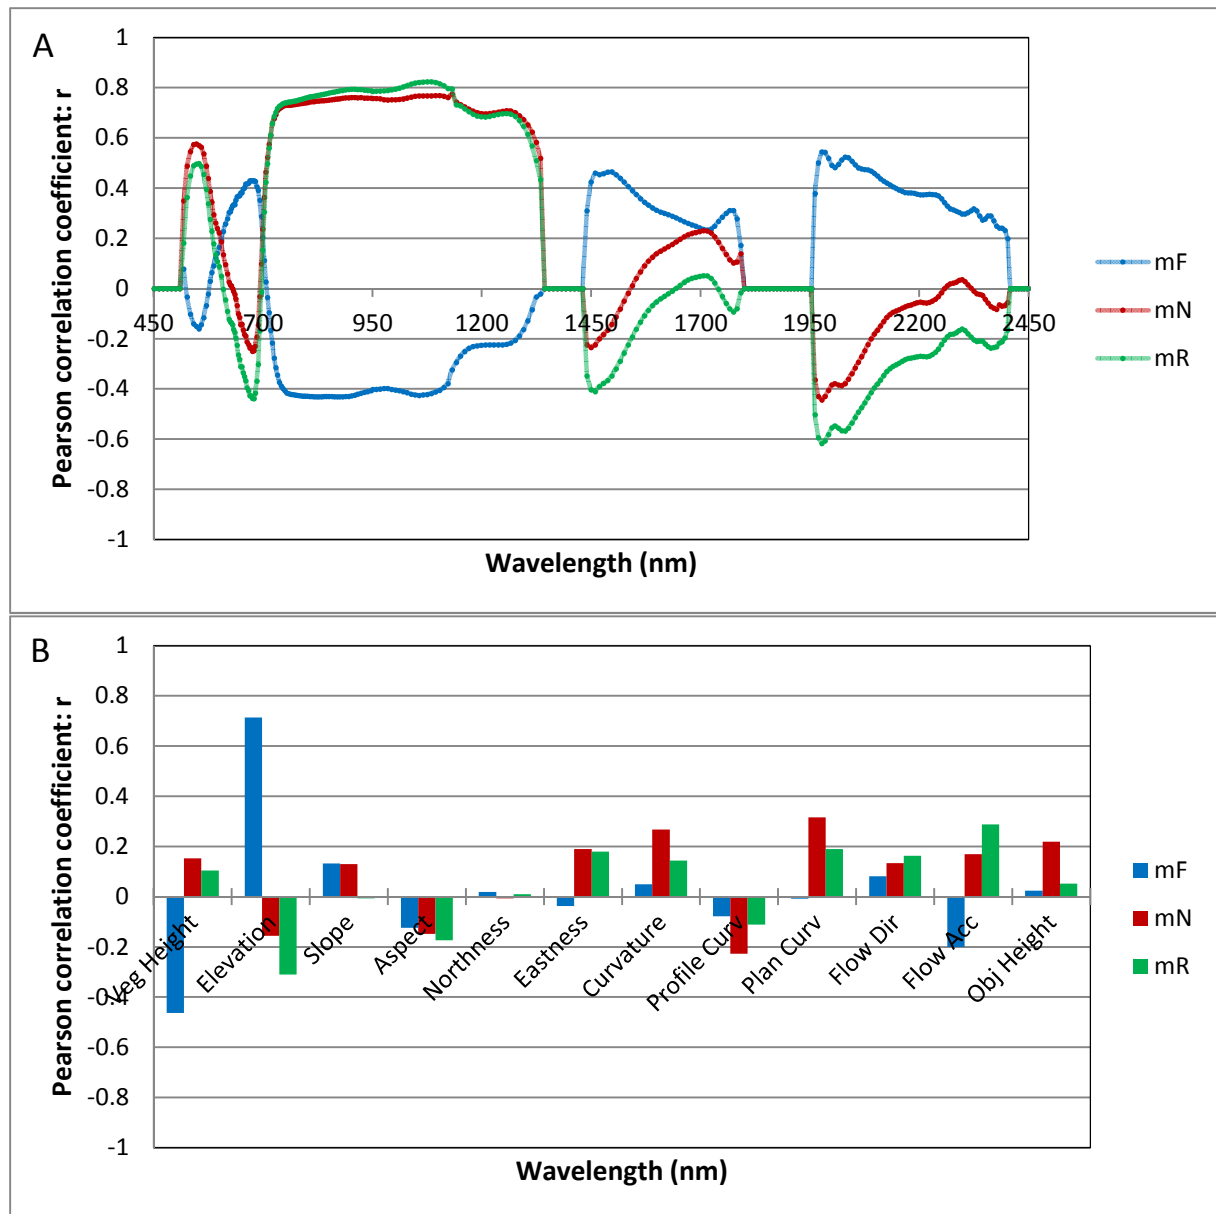 A
Pearson correlation coefficient: r
1
0.8
0.6
0.4
0.2
0
-0.2
-0.4
-0.6
-0.8
-1
450 700 950 1200 1450 1700 1950 2200 2450
Wavelength (nm)
mF
mN
mR
B
Pearson correlation coefficient: r
1
0.8
0.6
0.4
0.2
0
-0.2
-0.4
-0.6
-0.8
-1
Veg Height
Elevation
Slope
Aspect
Northness
Eastness
Curvature
Profile Curv
Plan Curv
Flow Dir
Flow Acc
Obj Height
Wavelength (nm)
mF
mN
mR